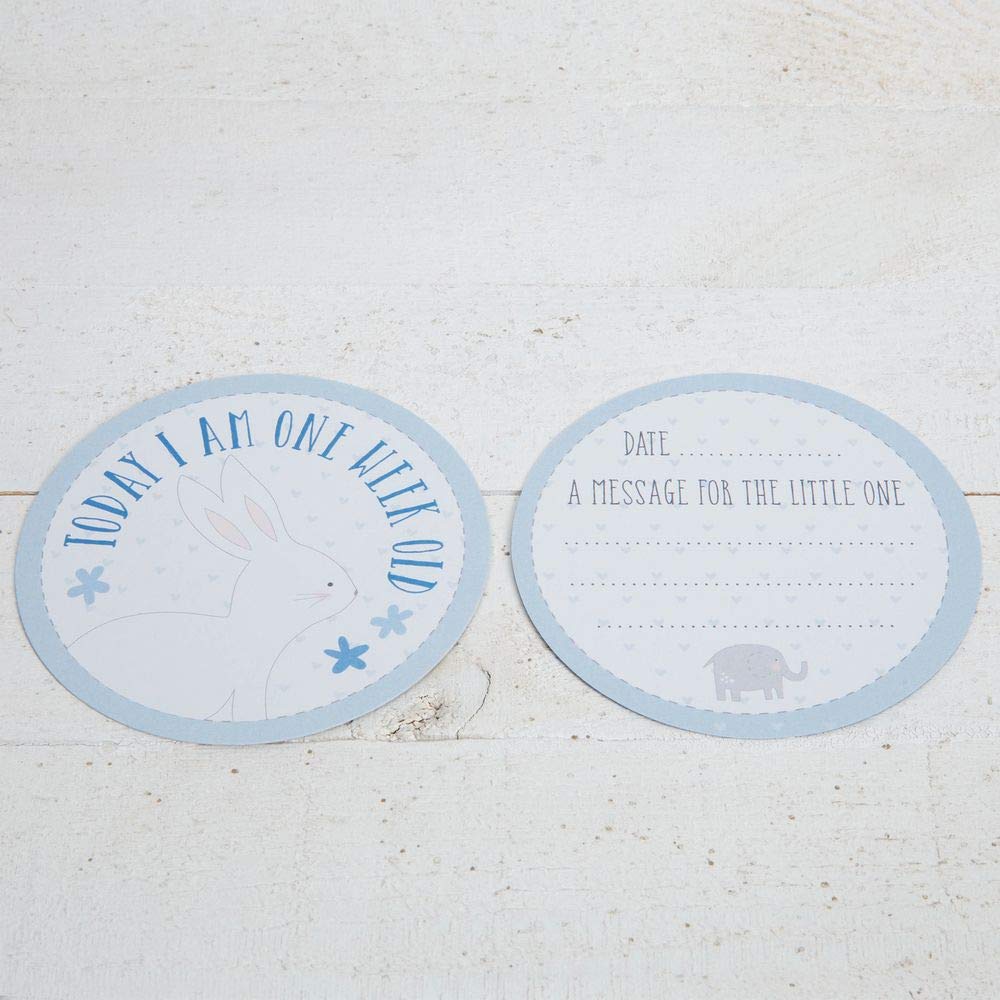 TODAY I AM ONE WEEK OLD
DATE .................
A MESSAGE FOR THE LITTLE ONE